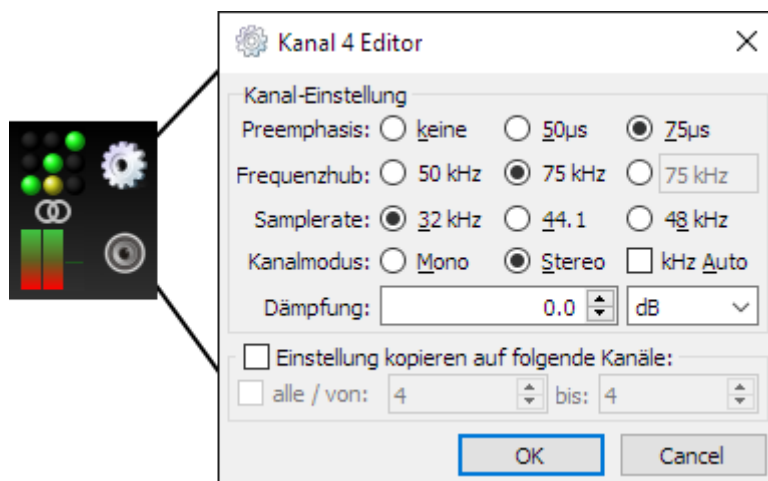 Kanal 4 Editor
Kanal-Einstellung
Preemphasis: keine 50µs 75µs
Frequenzhub: 50 kHz 75 kHz 75 kHz
Samplerate: 32 kHz 44.1 48 kHz
Kanalmodus: Mono Stereo kHz Auto
Dämpfung: 0.0 dB
Einstellung kopieren auf folgende Kanäle:
alle / von: 4 bis: 4
OK Cancel